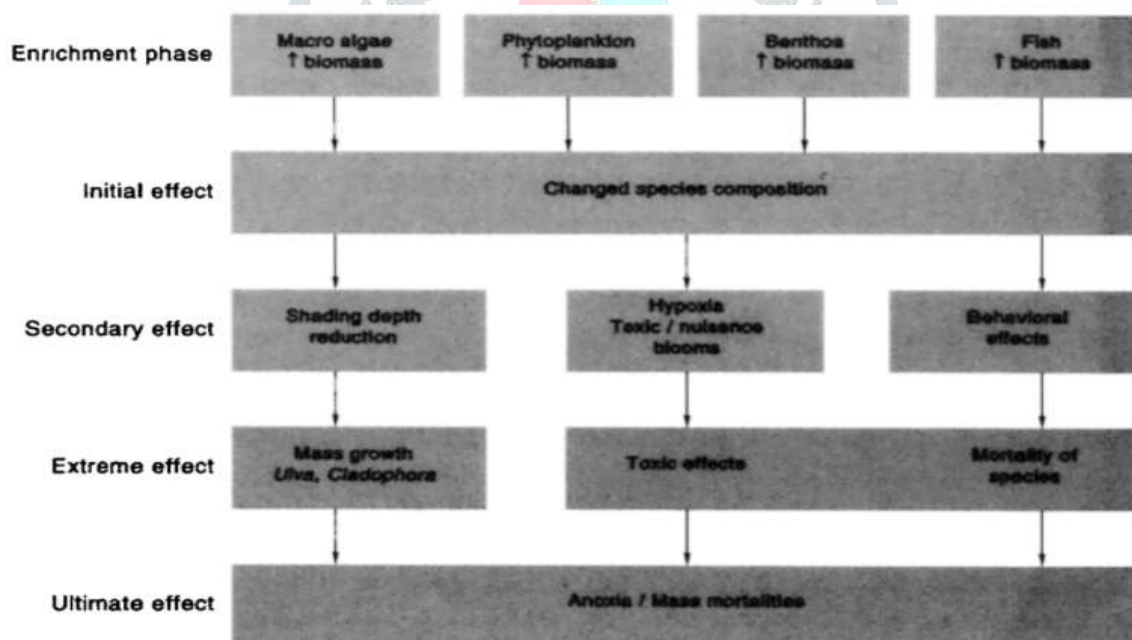 Enrichment phase
Macro algae
↑ biomass
Phytoplankton
↑ biomass
Benthos
↑ biomass
Fish
↑ biomass
Initial effect
Changed species composition
Secondary effect
Shading depth
reduction
Hypoxia
Toxic / nuisance
blooms
Behavioral
effects
Extreme effect
Mass growth
Ulva, Cladophora
Toxic effects
Mortality of
species
Ultimate effect
Anoxia / Mass mortalities